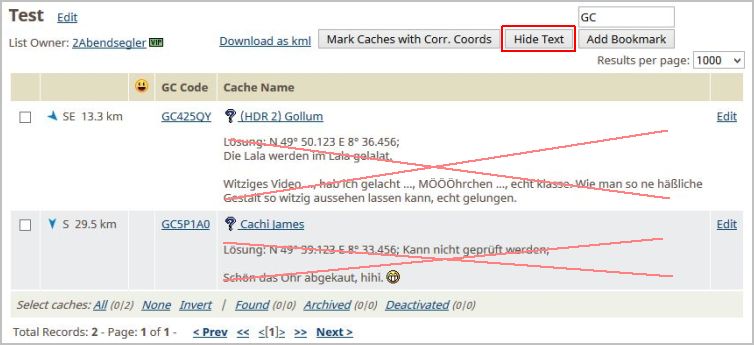 Test Edit
GC
List Owner: 2Abendsegler VIP Download as kml Mark Caches with Corr. Coords Hide Text Add Bookmark
Results per page: 1000
GC Code Cache Name
SE 13.3 km GC425QY ? (HDR 2) Gollum Edit
Lösung: N 49° 50.123 E 8° 36.456;
Die Lala werden im Lala gelalat.
Witziges Video..., hab ich gelacht ..., MÖÖÖhrchen ..., echt klasse. Wie man so ne häßliche
Gestalt so witzig aussehen lassen kann, echt gelungen.
S 29.5 km GC5P1A0 ? Cachi James Edit
Lösung: N 49° 39.123 E 8° 33.456; Kann nicht geprüft werden;
Schön das Ohr abgekaut, hihi.
Select caches: All (0|2) None Invert | Found (0|0) Archived (0|0) Deactivated (0|0)
Total Records: 2 - Page: 1 of 1 - < Prev << <[1]> >> Next >